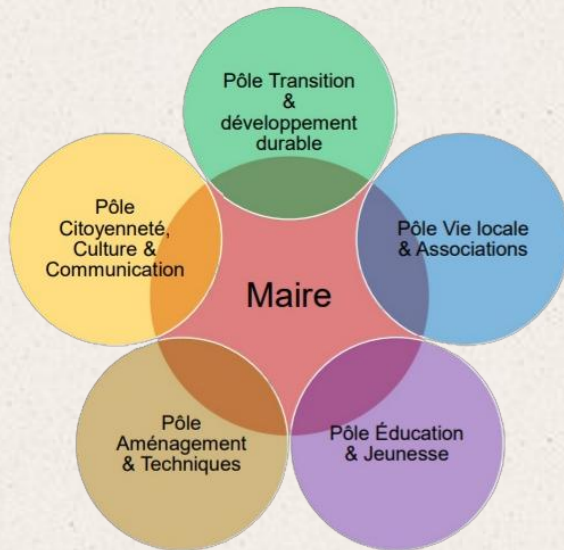 Pôle Transition
&
développement
durable
Pôle
Citoyenneté,
Culture &
Communication
Pôle Vie locale
& Associations
Maire
Pôle
Aménagement
& Techniques
Pôle Éducation
& Jeunesse